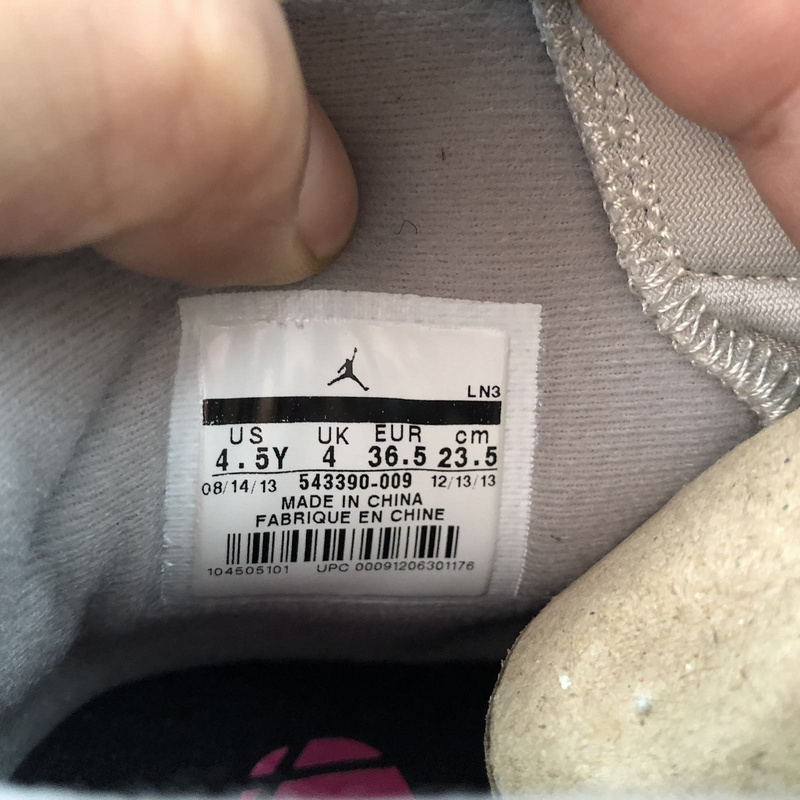 LN3
US UK EUR cm
4.5Y 4 36.5 23.5
08/14/13 543390-009 12/13/13
MADE IN CHINA
FABRIQUE EN CHINE
104505101 UPC 00091206301176